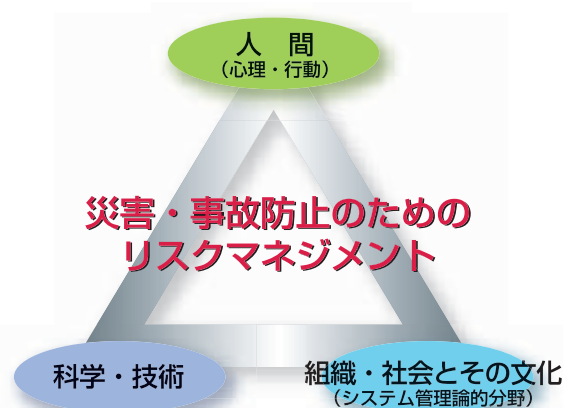 人　間
（心理・行動）
災害・事故防止のための
リスクマネジメント
科学・技術
組織・社会とその文化
（システム管理論的分野）